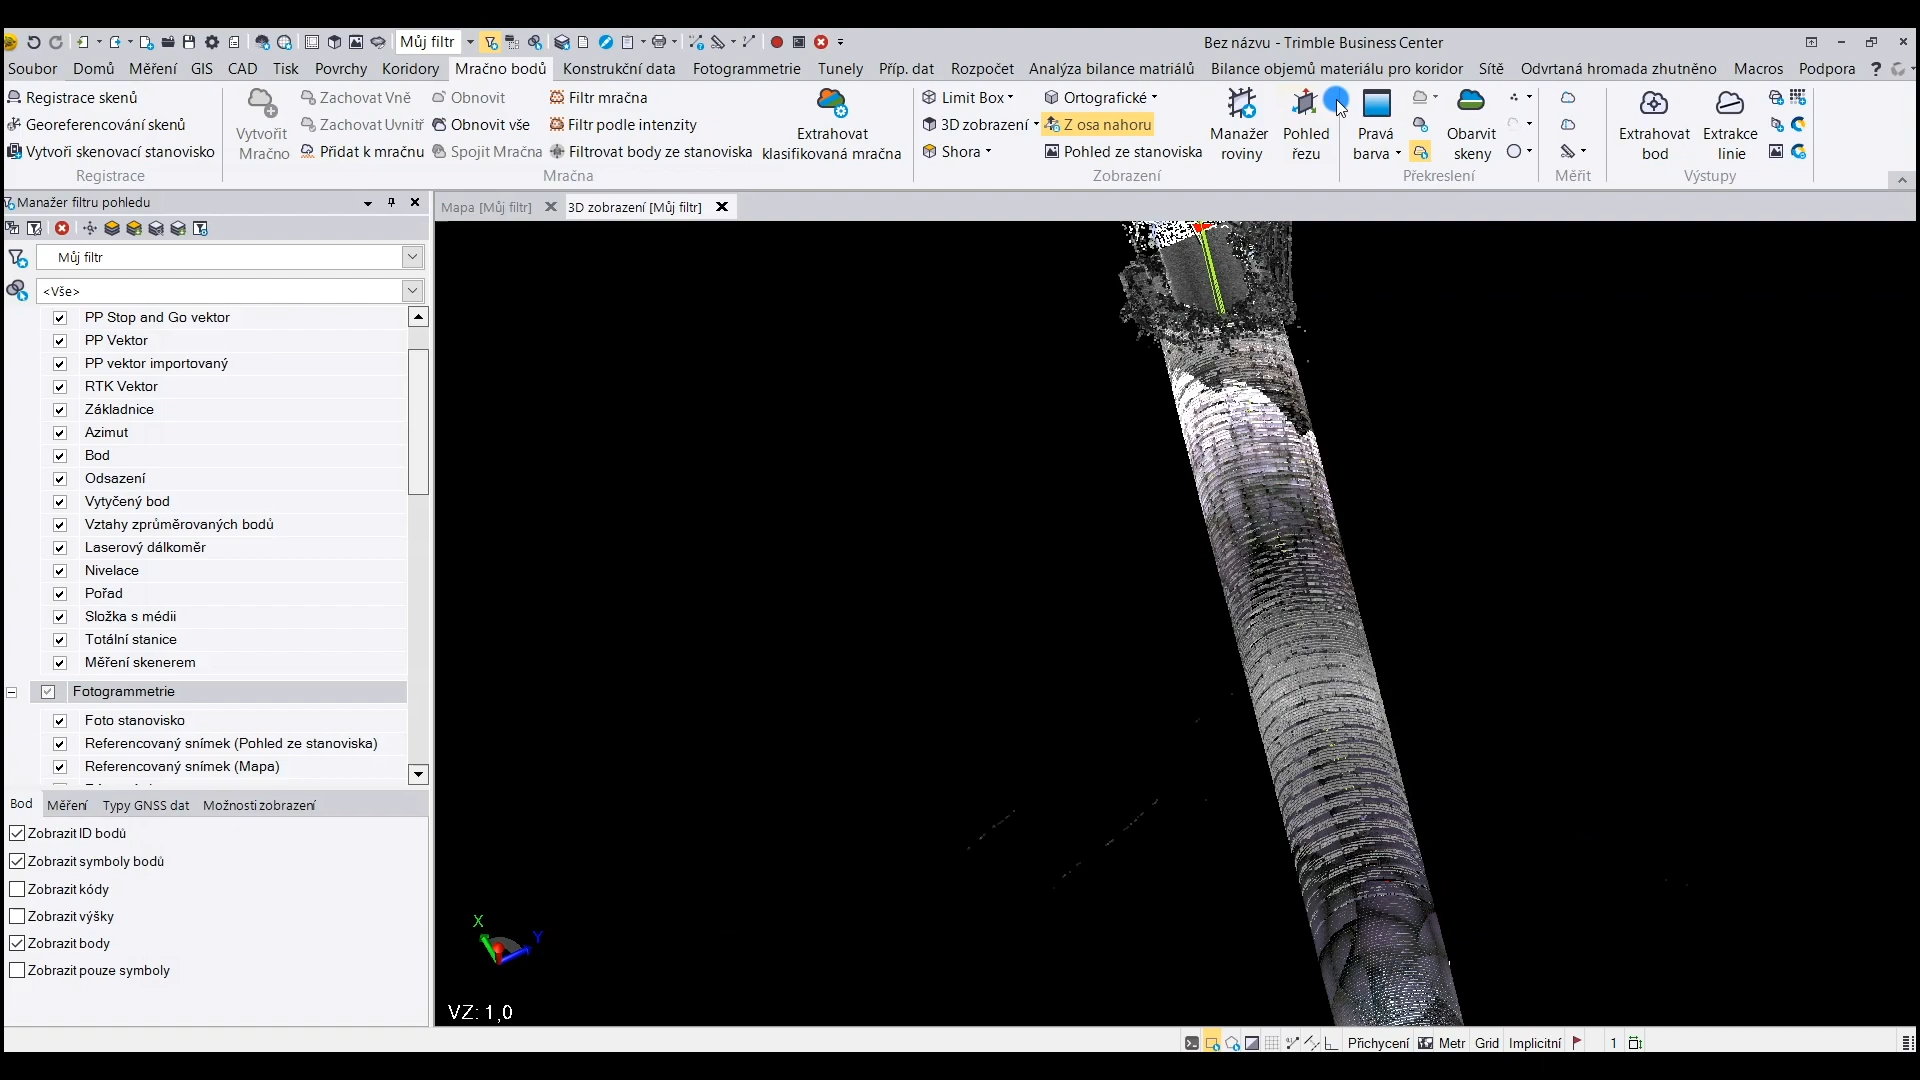 Můj filtr
Bez názvu - Trimble Business Center
Soubor Domů Měření GIS CAD Tisk Povrchy Koridory Mračno bodů Konstrukční data Fotogrammetrie Tunely Příp. dat Rozpočet Analýza bilance matriálů Bilance objemů materiálu pro koridor Sítě Odvrtaná hromada zhutněno Macros Podpora ?
Registrace skenů
Georeferencování skenů
Vytvoři skenovací stanovisko
Registrace
Vytvořit
Mračno
Zachovat Vně
Zachovat Uvnitř
Přidat k mračnu
Obnovit
Obnovit vše
Spojit Mračna
Filtr mračna
Filtr podle intenzity
Filtrovat body ze stanoviska
Extrahovat
klasifikovaná mračna
Mračna
Limit Box
3D zobrazení
Shora
Ortografické
Z osa nahoru
Pohled ze stanoviska
Manažer
roviny
Pohled
řezu
Zobrazení
Pravá
barva
Obarvit
skeny
Překreslení
Měřit
Extrahovat
bod
Extrakce
linie
Výstupy
Manažer filtru pohledu
Mapa [Můj filtr]
3D zobrazení [Můj filtr]
Můj filtr
<Vše>
PP Stop and Go vektor
PP Vektor
PP vektor importovaný
RTK Vektor
Základnice
Azimut
Bod
Odsazení
Vytyčený bod
Vztahy zprůměrovaných bodů
Laserový dálkoměr
Nivelace
Pořad
Složka s médii
Totální stanice
Měření skenerem
Fotogrammetrie
Foto stanovisko
Referencovaný snímek (Pohled ze stanoviska)
Referencovaný snímek (Mapa)
Bod Měření Typy GNSS dat Možnosti zobrazení
Zobrazit ID bodů
Zobrazit symboly bodů
Zobrazit kódy
Zobrazit výšky
Zobrazit body
Zobrazit pouze symboly
X
Y
VZ: 1,0
Přichycení Metr Grid Implicitní 1